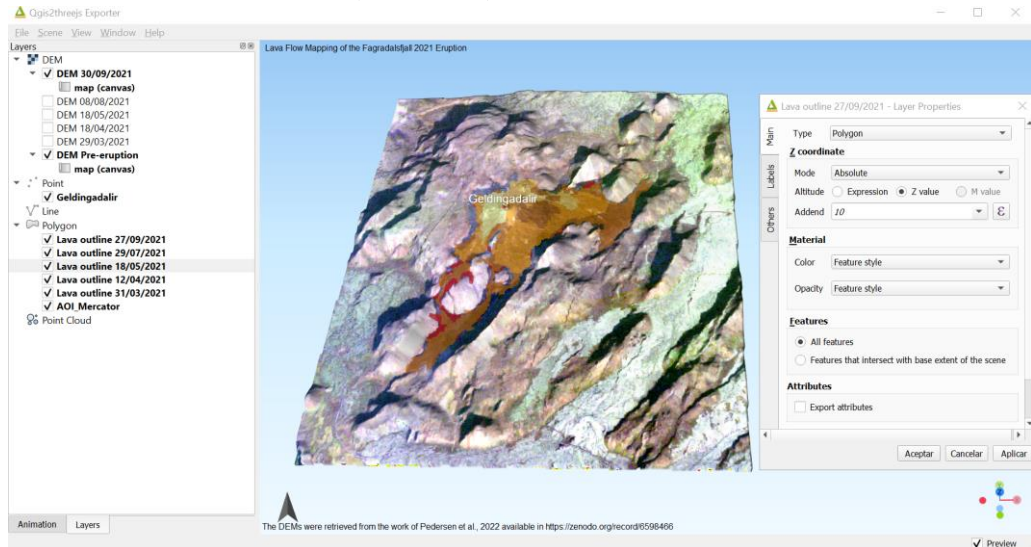 Qgis2threejs Exporter
File Scene View Window Help
Layers
DEM
DEM 30/09/2021
map (canvas)
DEM 08/08/2021
DEM 18/05/2021
DEM 18/04/2021
DEM 29/03/2021
DEM Pre-eruption
map (canvas)
Point
Geldingadalir
Line
Polygon
Lava outline 27/09/2021
Lava outline 29/07/2021
Lava outline 18/05/2021
Lava outline 12/04/2021
Lava outline 31/03/2021
AOI_Mercator
Point Cloud
Animation Layers
Lava Flow Mapping of the Fagradalsfjall 2021 Eruption
Geldingadalir
The DEMs were retrieved from the work of Pedersen et al., 2022 available in https://zenodo.org/record/6598466
Lava outline 27/09/2021 - Layer Properties
Main
Labels
Others
Type Polygon
Z coordinate
Mode Absolute
Altitude Expression Z value M value
Addend 10 ε
Material
Color Feature style
Opacity Feature style
Features
All features
Features that intersect with base extent of the scene
Attributes
Export attributes
Aceptar Cancelar Aplicar
Z
Preview